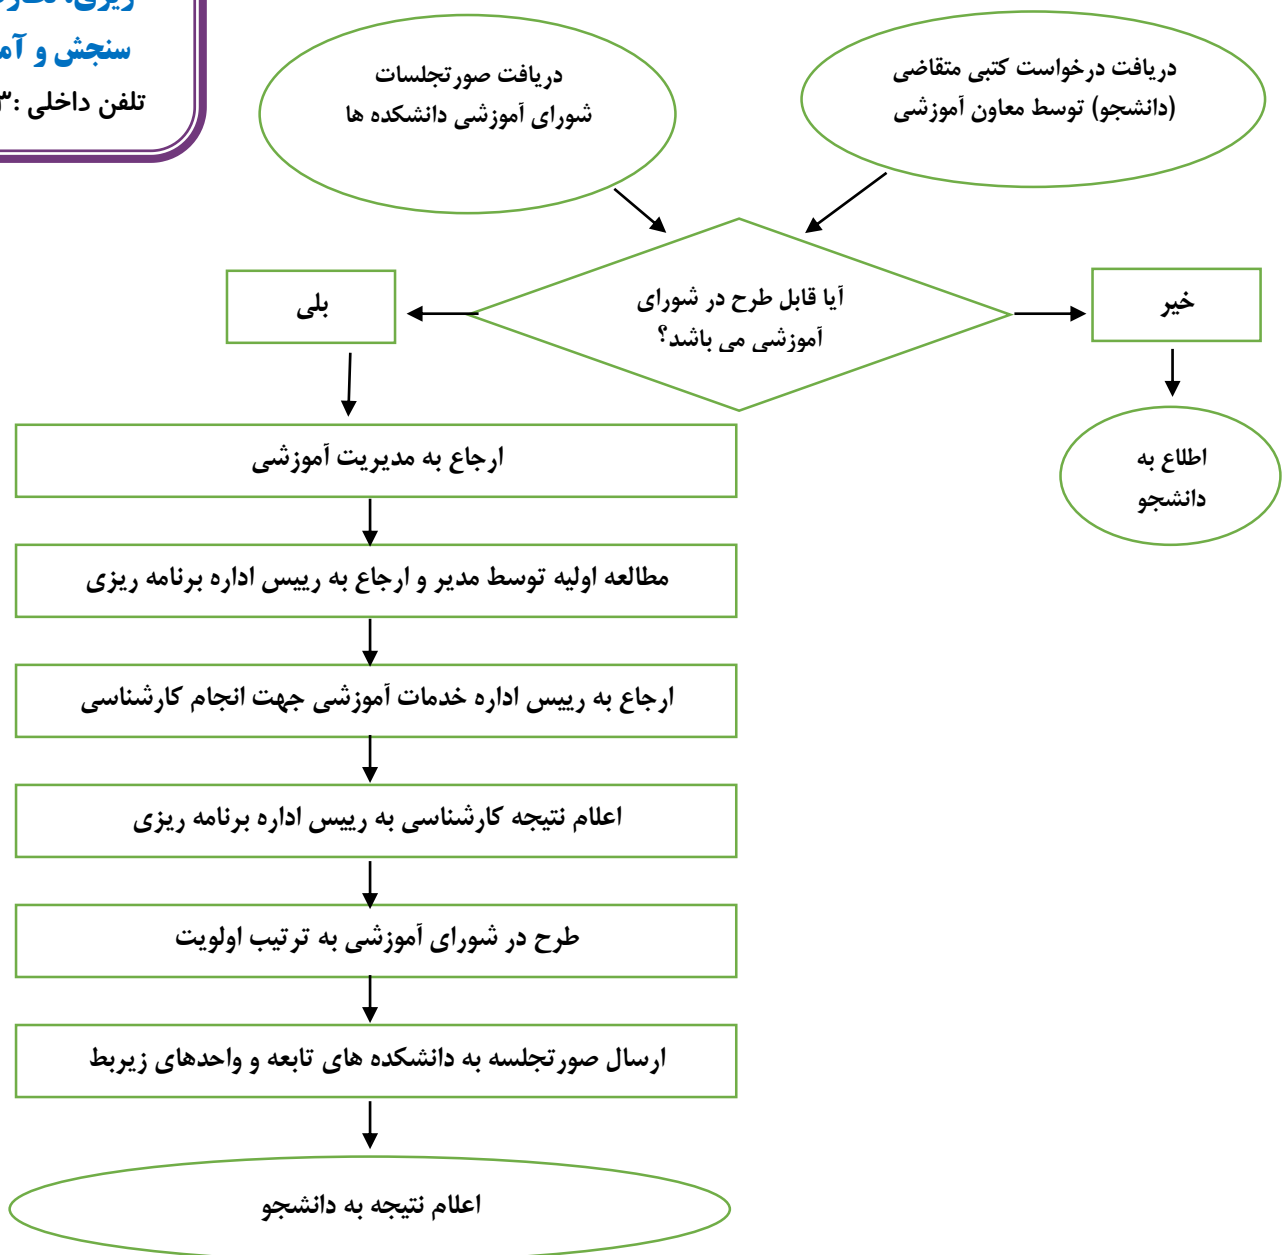 سنجش و
تلفن داخلی :
دریافت درخواست کتبی متقاضی
(دانشجو) توسط معاون آموزشی
دریافت صورتجلسات
شورای آموزشی دانشکده ها
آیا قابل طرح در شورای
آموزشی می باشد؟
خیر
بلی
اطلاع به
دانشجو
ارجاع به مدیریت آموزشی
مطالعه اولیه توسط مدیر و ارجاع به رییس اداره برنامه ریزی
ارجاع به رییس اداره خدمات آموزشی جهت انجام کارشناسی
اعلام نتیجه کارشناسی به رییس اداره برنامه ریزی
طرح در شورای آموزشی به ترتیب اولویت
ارسال صورتجلسه به دانشکده های تابعه و واحدهای زیربط
اعلام نتیجه به دانشجو